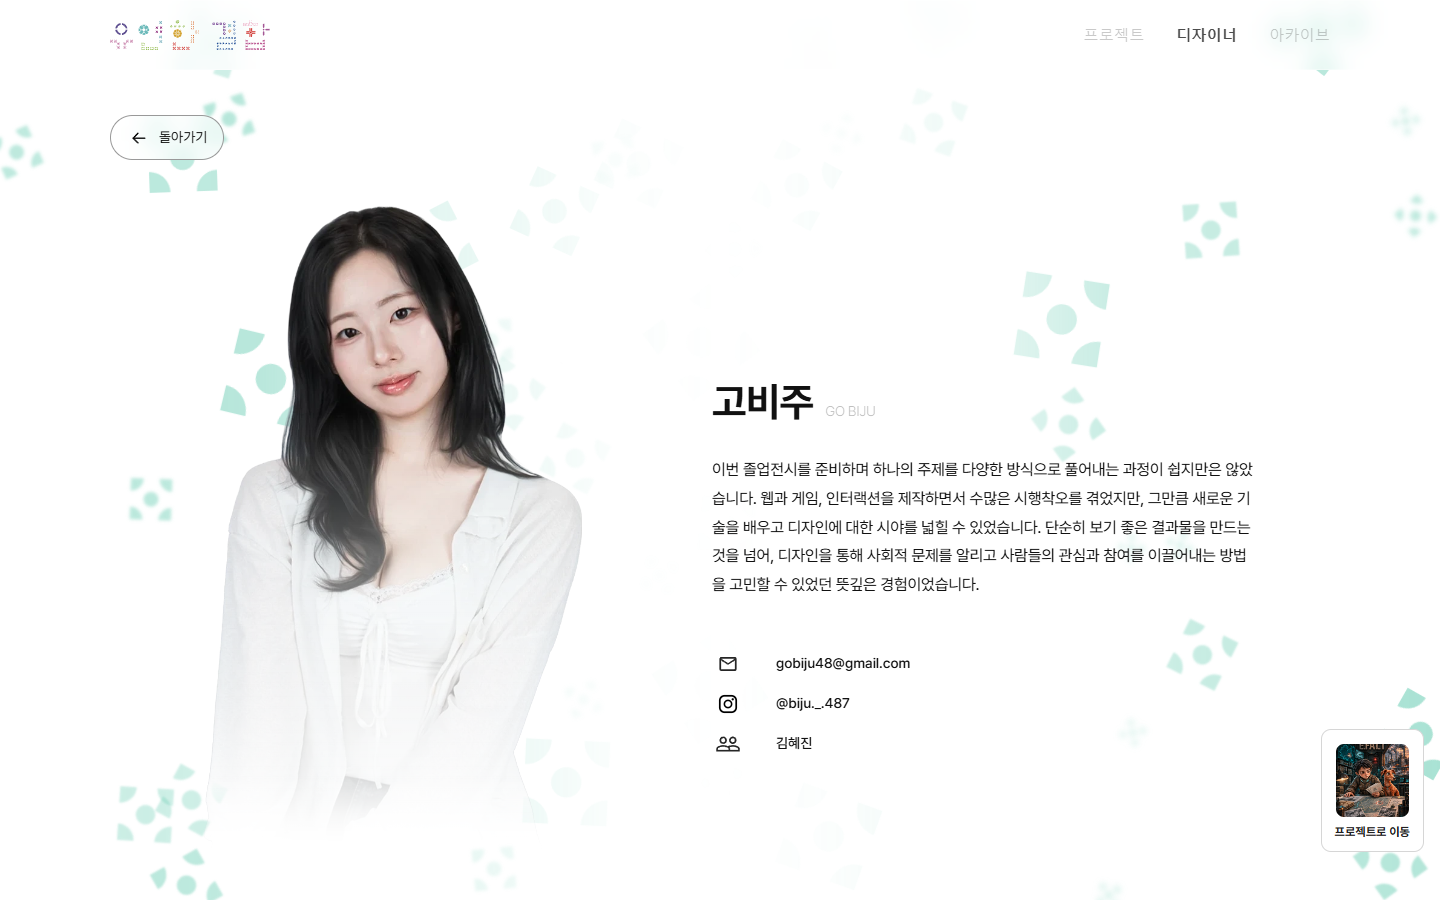 프로젝트
디자이너
아카이브
돌아가기
고비주 GO BIJU
이번 졸업전시를 준비하며 하나의 주제를 다양한 방식으로 풀어내는 과정이 쉽지만은 않았
습니다. 웹과 게임, 인터랙션을 제작하면서 수많은 시행착오를 겪었지만, 그만큼 새로운 기
술을 배우고 디자인에 대한 시야를 넓힐 수 있었습니다. 단순히 보기 좋은 결과물을 만드는
것을 넘어, 디자인을 통해 사회적 문제를 알리고 사람들의 관심과 참여를 이끌어내는 방법
을 고민할 수 있었던 뜻깊은 경험이었습니다.
gobiju48@gmail.com
@biju._.487
김혜진
프로젝트로 이동